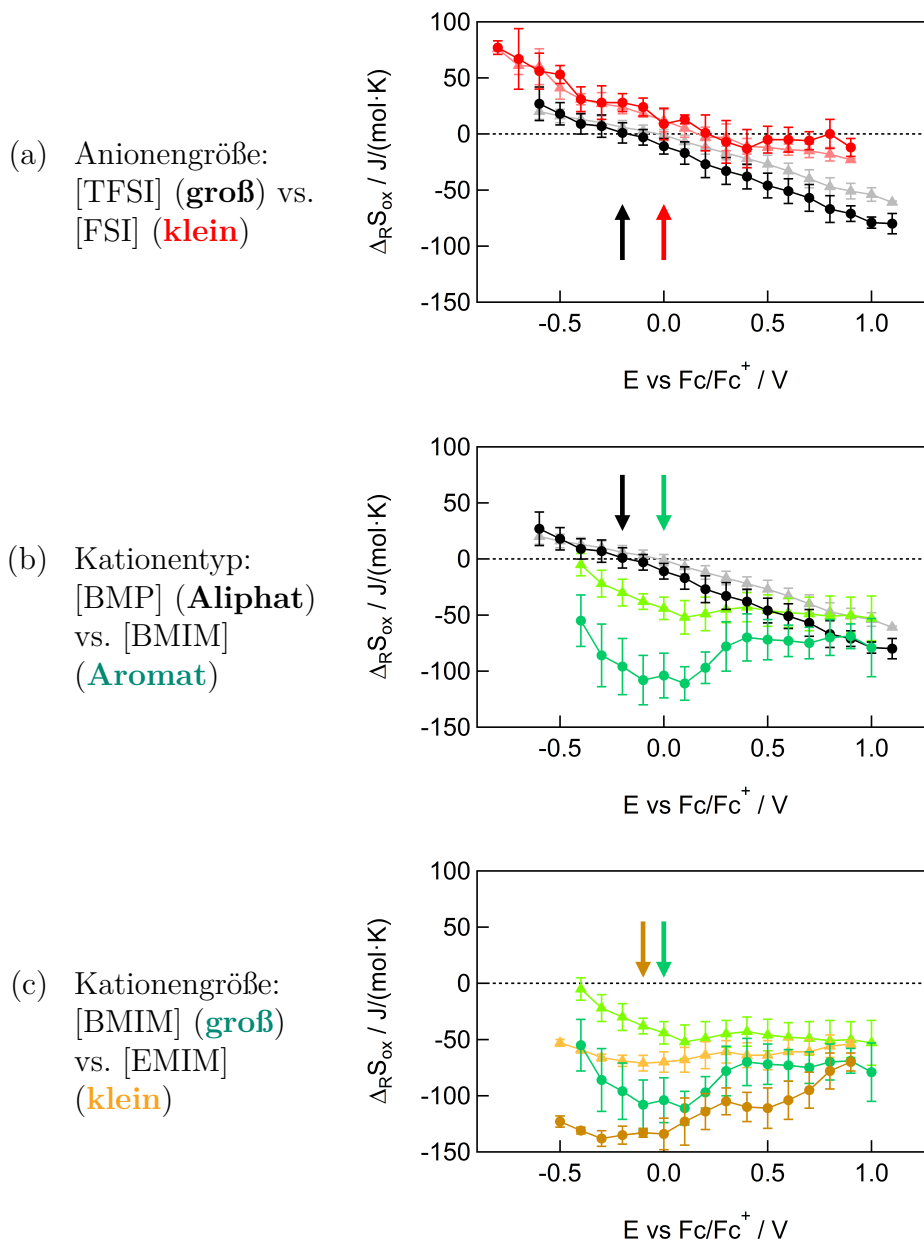 (a) Anionengröße:
[TFSI] (groß) vs.
[FSI] (klein)
100
50
0
-50
-100
-150
Δ_RS_ox / J/(mol·K)
-0.5 0.0 0.5 1.0
E vs Fc/Fc⁺ / V
(b) Kationentyp:
[BMP] (Aliphat)
vs. [BMIM]
(Aromat)
100
50
0
-50
-100
-150
Δ_RS_ox / J/(mol·K)
-0.5 0.0 0.5 1.0
E vs Fc/Fc⁺ / V
(c) Kationengröße:
[BMIM] (groß)
vs. [EMIM]
(klein)
100
50
0
-50
-100
-150
Δ_RS_ox / J/(mol·K)
-0.5 0.0 0.5 1.0
E vs Fc/Fc⁺ / V